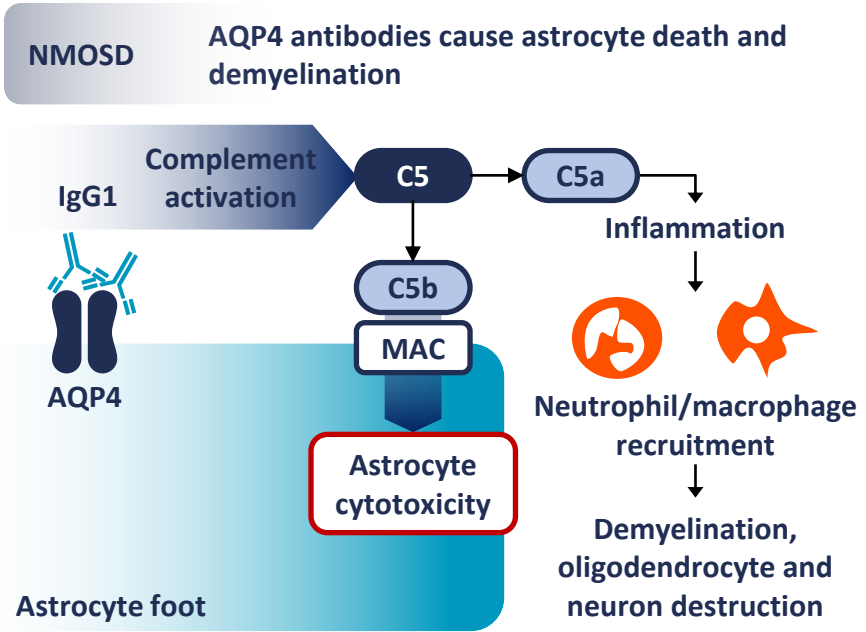 NMOSD
AQP4 antibodies cause astrocyte death and
demyelination
IgG1
Complement
activation
C5
C5a
Inflammation
C5b
MAC
AQP4
Neutrophil/macrophage
recruitment
Astrocyte
cytotoxicity
Demyelination,
oligodendrocyte and
neuron destruction
Astrocyte foot